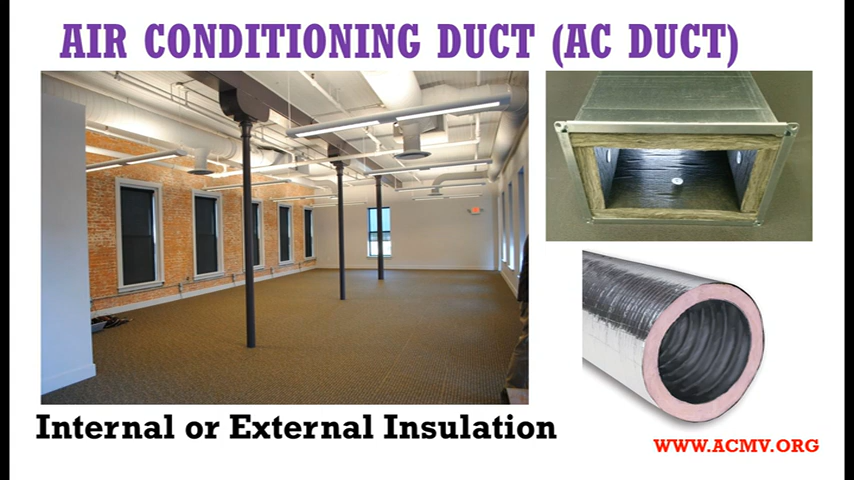 AIR CONDITIONING DUCT (AC DUCT)
Internal or External Insulation
WWW.ACMV.ORG